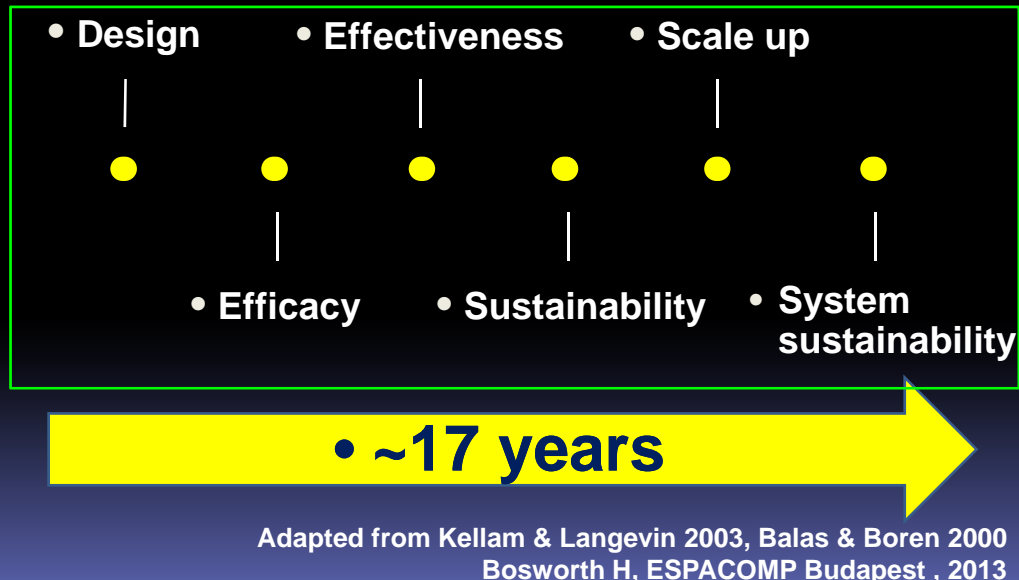 • Design
• Effectiveness
• Scale up
• Efficacy
• Sustainability
• System
sustainability
• ~17 years
Adapted from Kellam & Langevin 2003, Balas & Boren 2000
Bosworth H, ESPACOMP Budapest , 2013